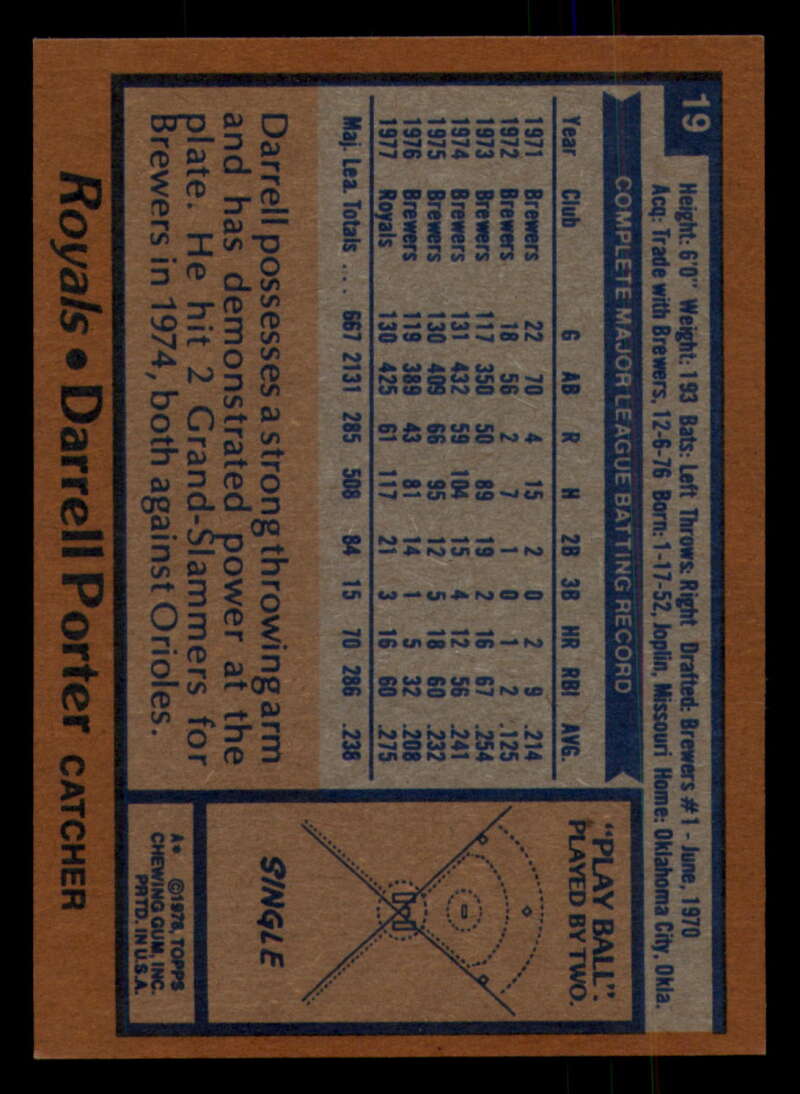 19
Height: 6'0" Weight: 193 Bats: Left Throws: Right Drafted: Brewers #1 - June, 1970
Acq: Trade with Brewers, 12-6-76 Born: 1-17-52, Joplin, Missouri Home: Oklahoma City, Okla.
COMPLETE MAJOR LEAGUE BATTING RECORD
Year Club G AB R H 2B 3B HR RBI AVG.
1971 Brewers 22 70 4 15 2 0 2 9 .214
1972 Brewers 18 56 2 7 1 0 1 2 .125
1973 Brewers 117 350 50 89 19 2 16 67 .254
1974 Brewers 131 432 59 104 15 4 12 56 .241
1975 Brewers 130 409 66 95 12 5 18 60 .232
1976 Brewers 119 389 43 81 14 1 5 32 .208
1977 Royals 130 425 61 117 21 3 16 60 .275
Maj. Lea. Totals .... 667 2131 285 508 84 15 70 286 .238
Darrell possesses a strong throwing arm
and has demonstrated power at the
plate. He hit 2 Grand-Slammers for
Brewers in 1974, both against Orioles.
"PLAY BALL"
PLAYED BY TWO.
SINGLE
A* ©1978, TOPPS
CHEWING GUM, INC.
PRTD. IN U.S.A.
Royals • Darrell Porter CATCHER